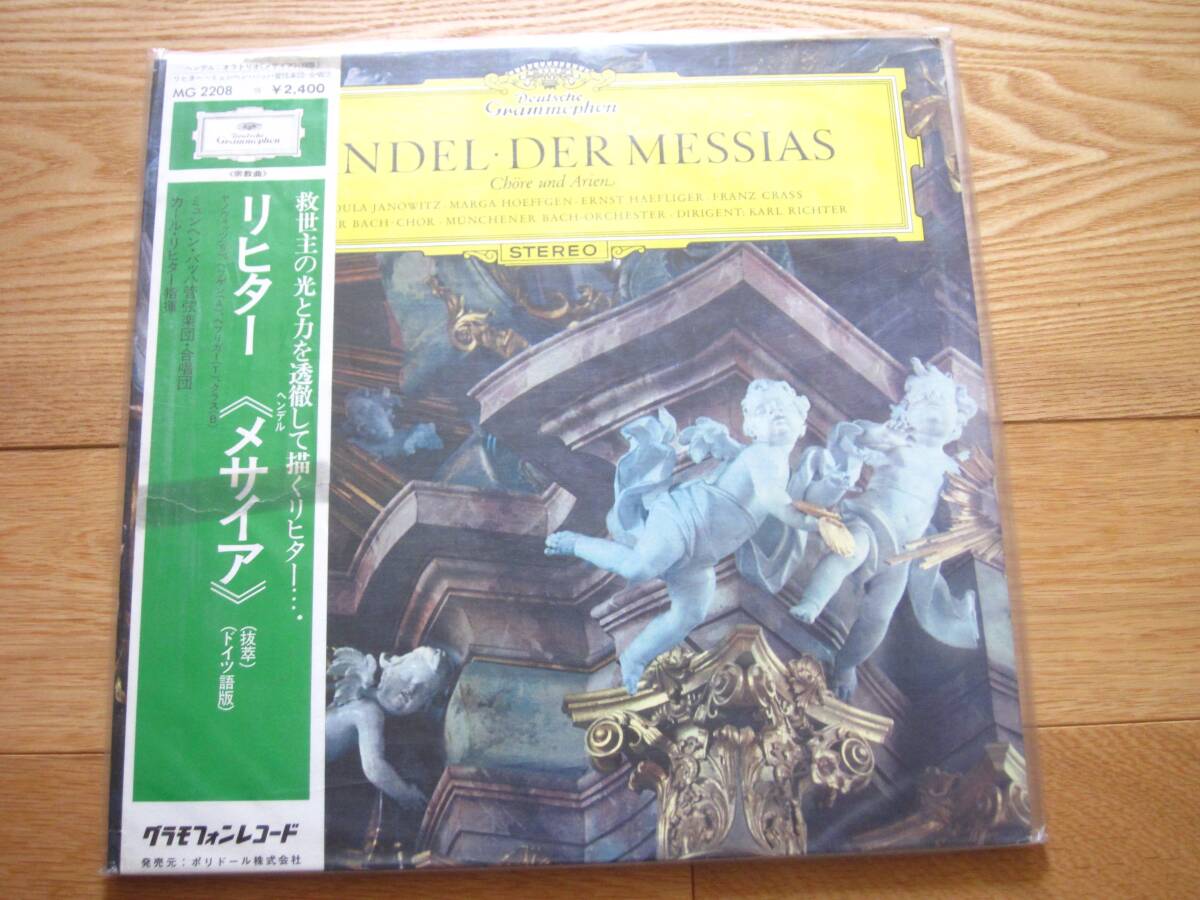 MG 2208 ¥2,400
Deutsche
Grammophon
〈宗教曲〉
救世主の光と力を透徹して描くリヒター….
ヘンデル
リヒター《メサイア》
(抜萃)
(ドイツ語版)
ミュンヘン・バッハ管弦楽団・合唱団
カール・リヒター指揮
グラモフォンレコード
発売元:ポリドール株式会社
Deutsche
Grammophon
NDEL·DER MESSIAS
Chöre und Arien
DULA JANOWITZ · MARGA HOEFFGEN · ERNST HAEFLIGER · FRANZ CRASS
ER BACH-CHOR · MÜNCHENER BACH-ORCHESTER · DIRIGENT: KARL RICHTER
STEREO